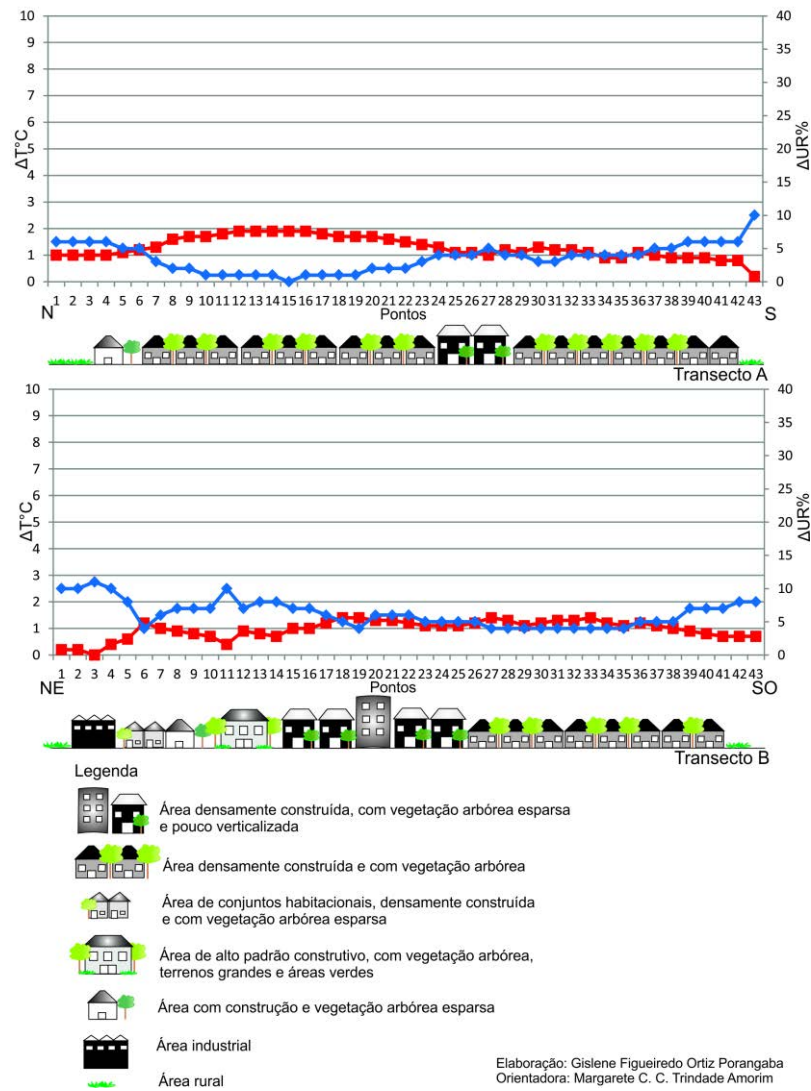 10
9
8
7
6
5
4
3
2
1
0
ΔT°C
40
35
30
25
20
15
10
5
0
ΔUR%
1 2 3 4 5 6 7 8 9 10 11 12 13 14 15 16 17 18 19 20 21 22 23 24 25 26 27 28 29 30 31 32 33 34 35 36 37 38 39 40 41 42 43
N Pontos S
Transecto A
10
9
8
7
6
5
4
3
2
1
0
ΔT°C
40
35
30
25
20
15
10
5
0
ΔUR%
1 2 3 4 5 6 7 8 9 10 11 12 13 14 15 16 17 18 19 20 21 22 23 24 25 26 27 28 29 30 31 32 33 34 35 36 37 38 39 40 41 42 43
NE Pontos SO
Transecto B
Legenda
Área densamente construída, com vegetação arbórea esparsa
e pouco verticalizada
Área densamente construída e com vegetação arbórea
Área de conjuntos habitacionais, densamente construída
e com vegetação arbórea esparsa
Área de alto padrão construtivo, com vegetação arbórea,
terrenos grandes e áreas verdes
Área com construção e vegetação arbórea esparsa
Área industrial
Área rural
Elaboração: Gislene Figueiredo Ortiz Porangaba
Orientadora: Margarete C. C. Trindade Amorim